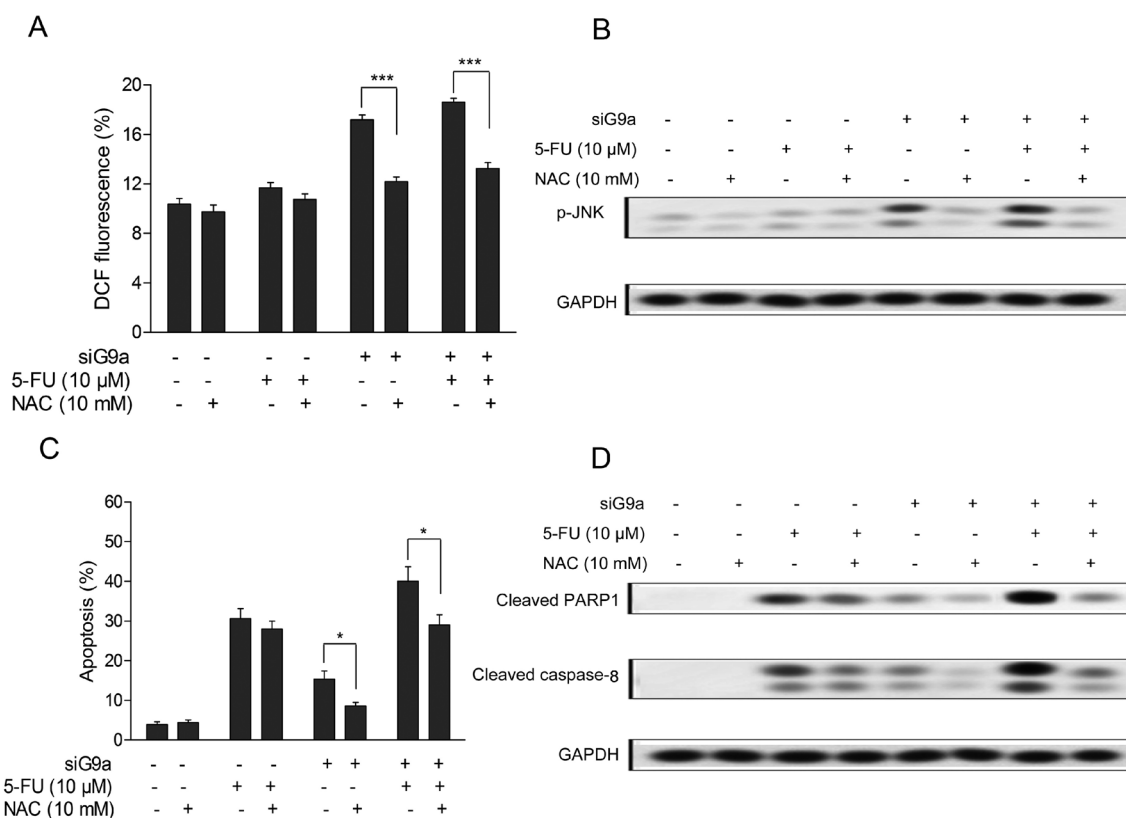 A
DCF fluorescence (%)
20
16
12
8
4
0
*** ***
siG9a - - - - + + + +
5-FU (10 µM) - - + + - - + +
NAC (10 mM) - + - + - + - +
B
siG9a - - - - + + + +
5-FU (10 µM) - - + + - - + +
NAC (10 mM) - + - + - + - +
p-JNK
GAPDH
C
Apoptosis (%)
60
50
40
30
20
10
0
* *
siG9a - - - - + + + +
5-FU (10 µM) - - + + - - + +
NAC (10 mM) - + - + - + - +
D
siG9a - - - - + + + +
5-FU (10 µM) - - + + - - + +
NAC (10 mM) - + - + - + - +
Cleaved PARP1
Cleaved caspase-8
GAPDH